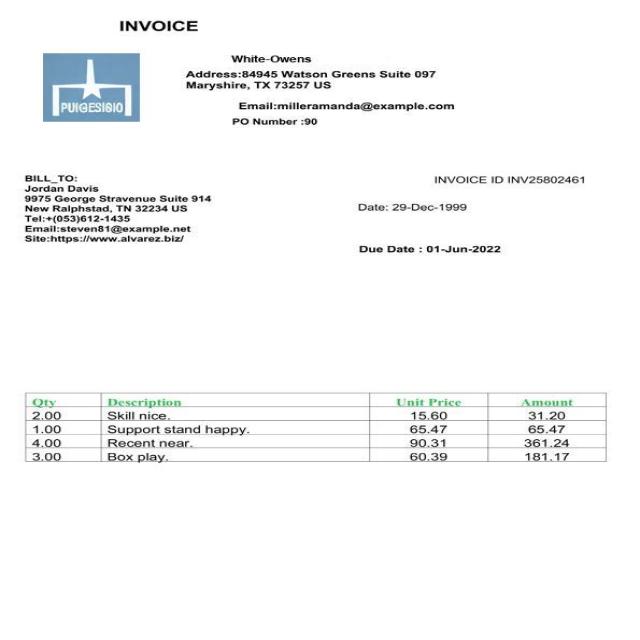 INVOICE
White-Owens
Address:84945 Watson Greens Suite 097
Maryshire, TX 73257 US
PUIGESIGIO
Email:milleramanda@example.com
PO Number :90
BILL_TO:
Jordan Davis
9975 George Stravenue Suite 914
New Ralphstad, TN 32234 US
Tel:+(053)612-1435
Email:steven81@example.net
Site:https://www.alvarez.biz/
INVOICE ID INV25802461
Date: 29-Dec-1999
Due Date : 01-Jun-2022
Qty Description Unit Price Amount
2.00 Skill nice. 15.60 31.20
1.00 Support stand happy. 65.47 65.47
4.00 Recent near. 90.31 361.24
3.00 Box play. 60.39 181.17